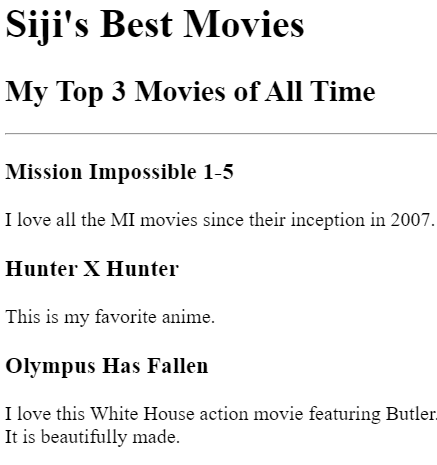 Siji's Best Movies
My Top 3 Movies of All Time
Mission Impossible 1-5
I love all the MI movies since their inception in 2007.
Hunter X Hunter
This is my favorite anime.
Olympus Has Fallen
I love this White House action movie featuring Butler.
It is beautifully made.